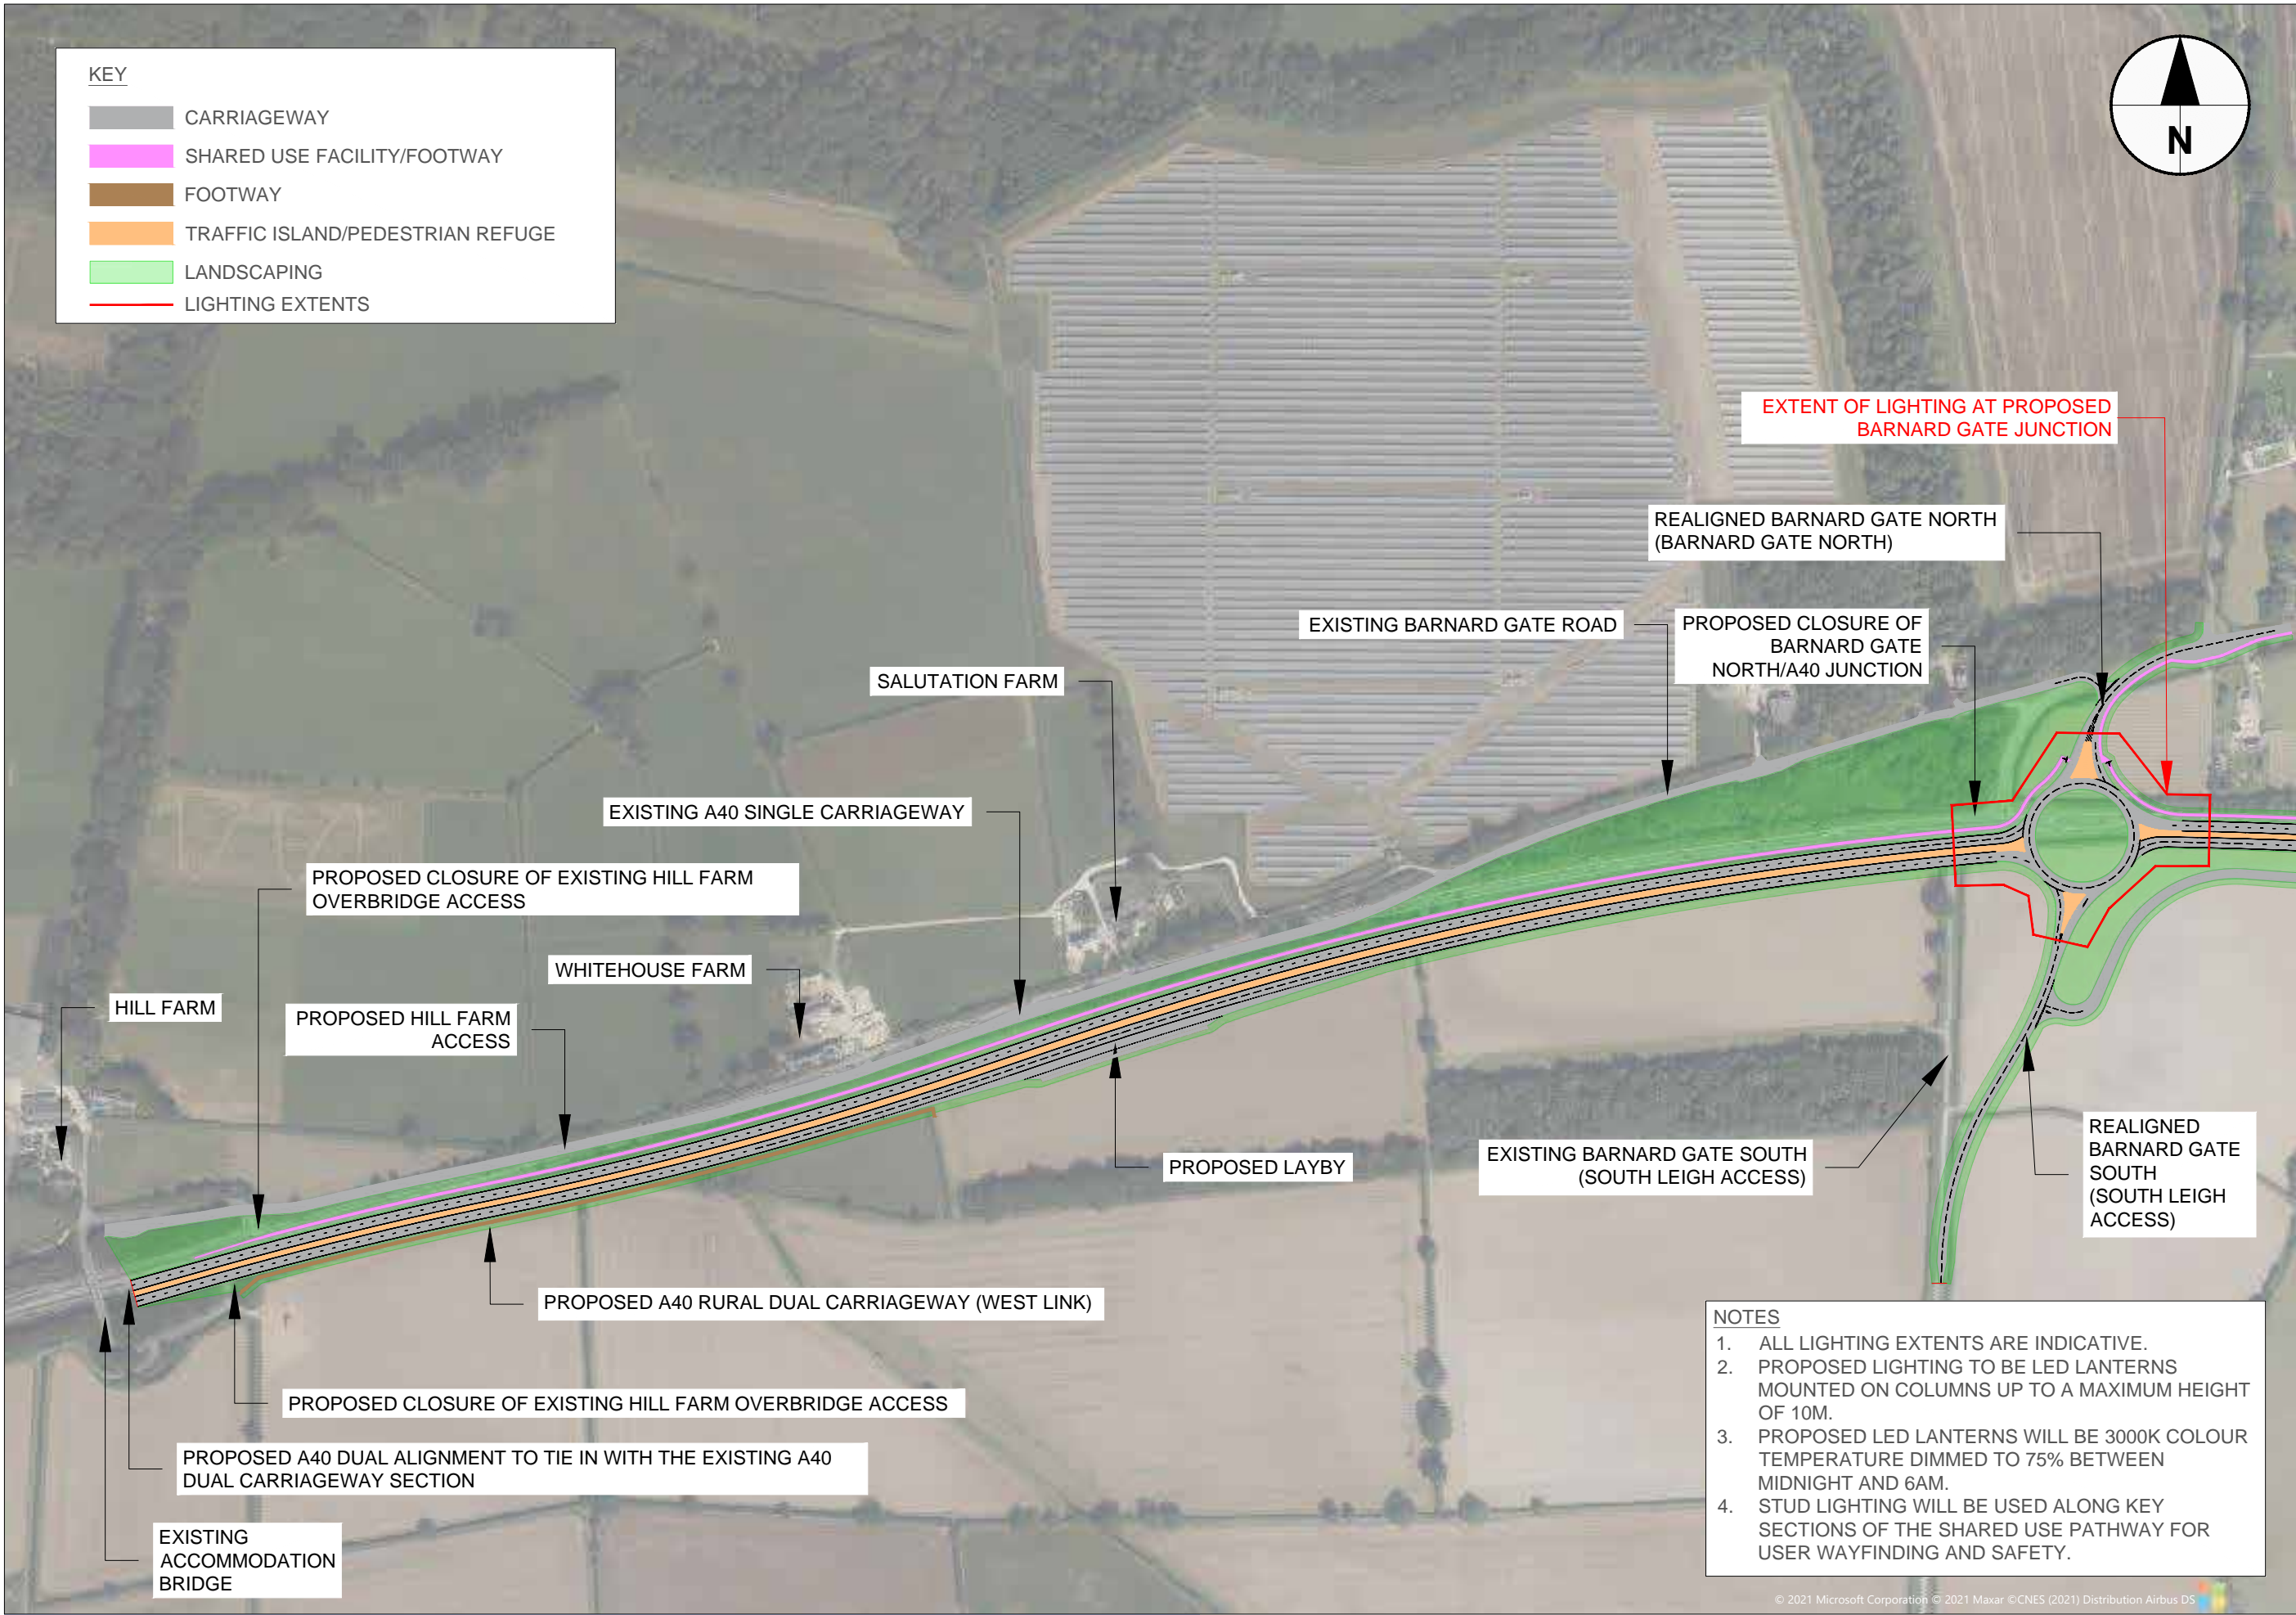 KEY
CARRIAGEWAY
SHARED USE FACILITY/FOOTWAY
FOOTWAY
TRAFFIC ISLAND/PEDESTRIAN REFUGE
LANDSCAPING
LIGHTING EXTENTS
N
EXTENT OF LIGHTING AT PROPOSED
BARNARD GATE JUNCTION
REALIGNED BARNARD GATE NORTH
(BARNARD GATE NORTH)
EXISTING BARNARD GATE ROAD
PROPOSED CLOSURE OF
BARNARD GATE
NORTH/A40 JUNCTION
SALUTATION FARM
EXISTING A40 SINGLE CARRIAGEWAY
PROPOSED CLOSURE OF EXISTING HILL FARM
OVERBRIDGE ACCESS
WHITEHOUSE FARM
HILL FARM
PROPOSED HILL FARM
ACCESS
PROPOSED LAYBY
EXISTING BARNARD GATE SOUTH
(SOUTH LEIGH ACCESS)
REALIGNED
BARNARD GATE
SOUTH
(SOUTH LEIGH
ACCESS)
PROPOSED A40 RURAL DUAL CARRIAGEWAY (WEST LINK)
PROPOSED CLOSURE OF EXISTING HILL FARM OVERBRIDGE ACCESS
PROPOSED A40 DUAL ALIGNMENT TO TIE IN WITH THE EXISTING A40
DUAL CARRIAGEWAY SECTION
EXISTING
ACCOMMODATION
BRIDGE
NOTES
1. ALL LIGHTING EXTENTS ARE INDICATIVE.
2. PROPOSED LIGHTING TO BE LED LANTERNS
MOUNTED ON COLUMNS UP TO A MAXIMUM HEIGHT
OF 10M.
3. PROPOSED LED LANTERNS WILL BE 3000K COLOUR
TEMPERATURE DIMMED TO 75% BETWEEN
MIDNIGHT AND 6AM.
4. STUD LIGHTING WILL BE USED ALONG KEY
SECTIONS OF THE SHARED USE PATHWAY FOR
USER WAYFINDING AND SAFETY.
© 2021 Microsoft Corporation © 2021 Maxar ©CNES (2021) Distribution Airbus DS